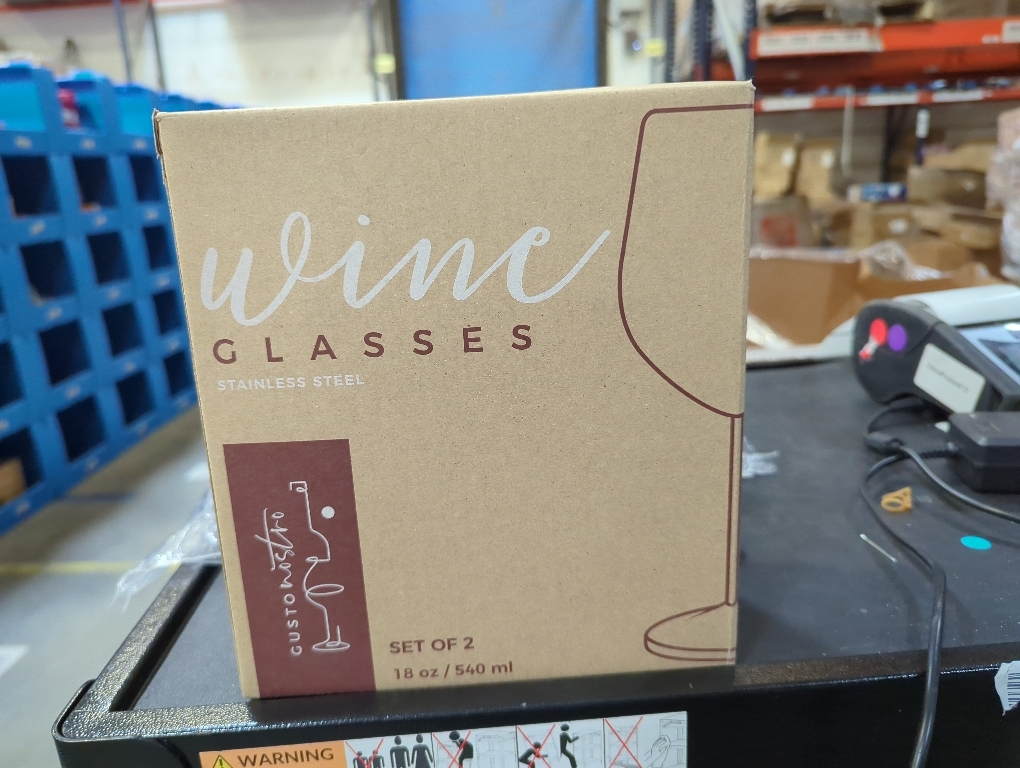 wine
GLASSES
STAINLESS STEEL
GUSTO nostro
SET OF 2
18 oz / 540 ml
WARNING